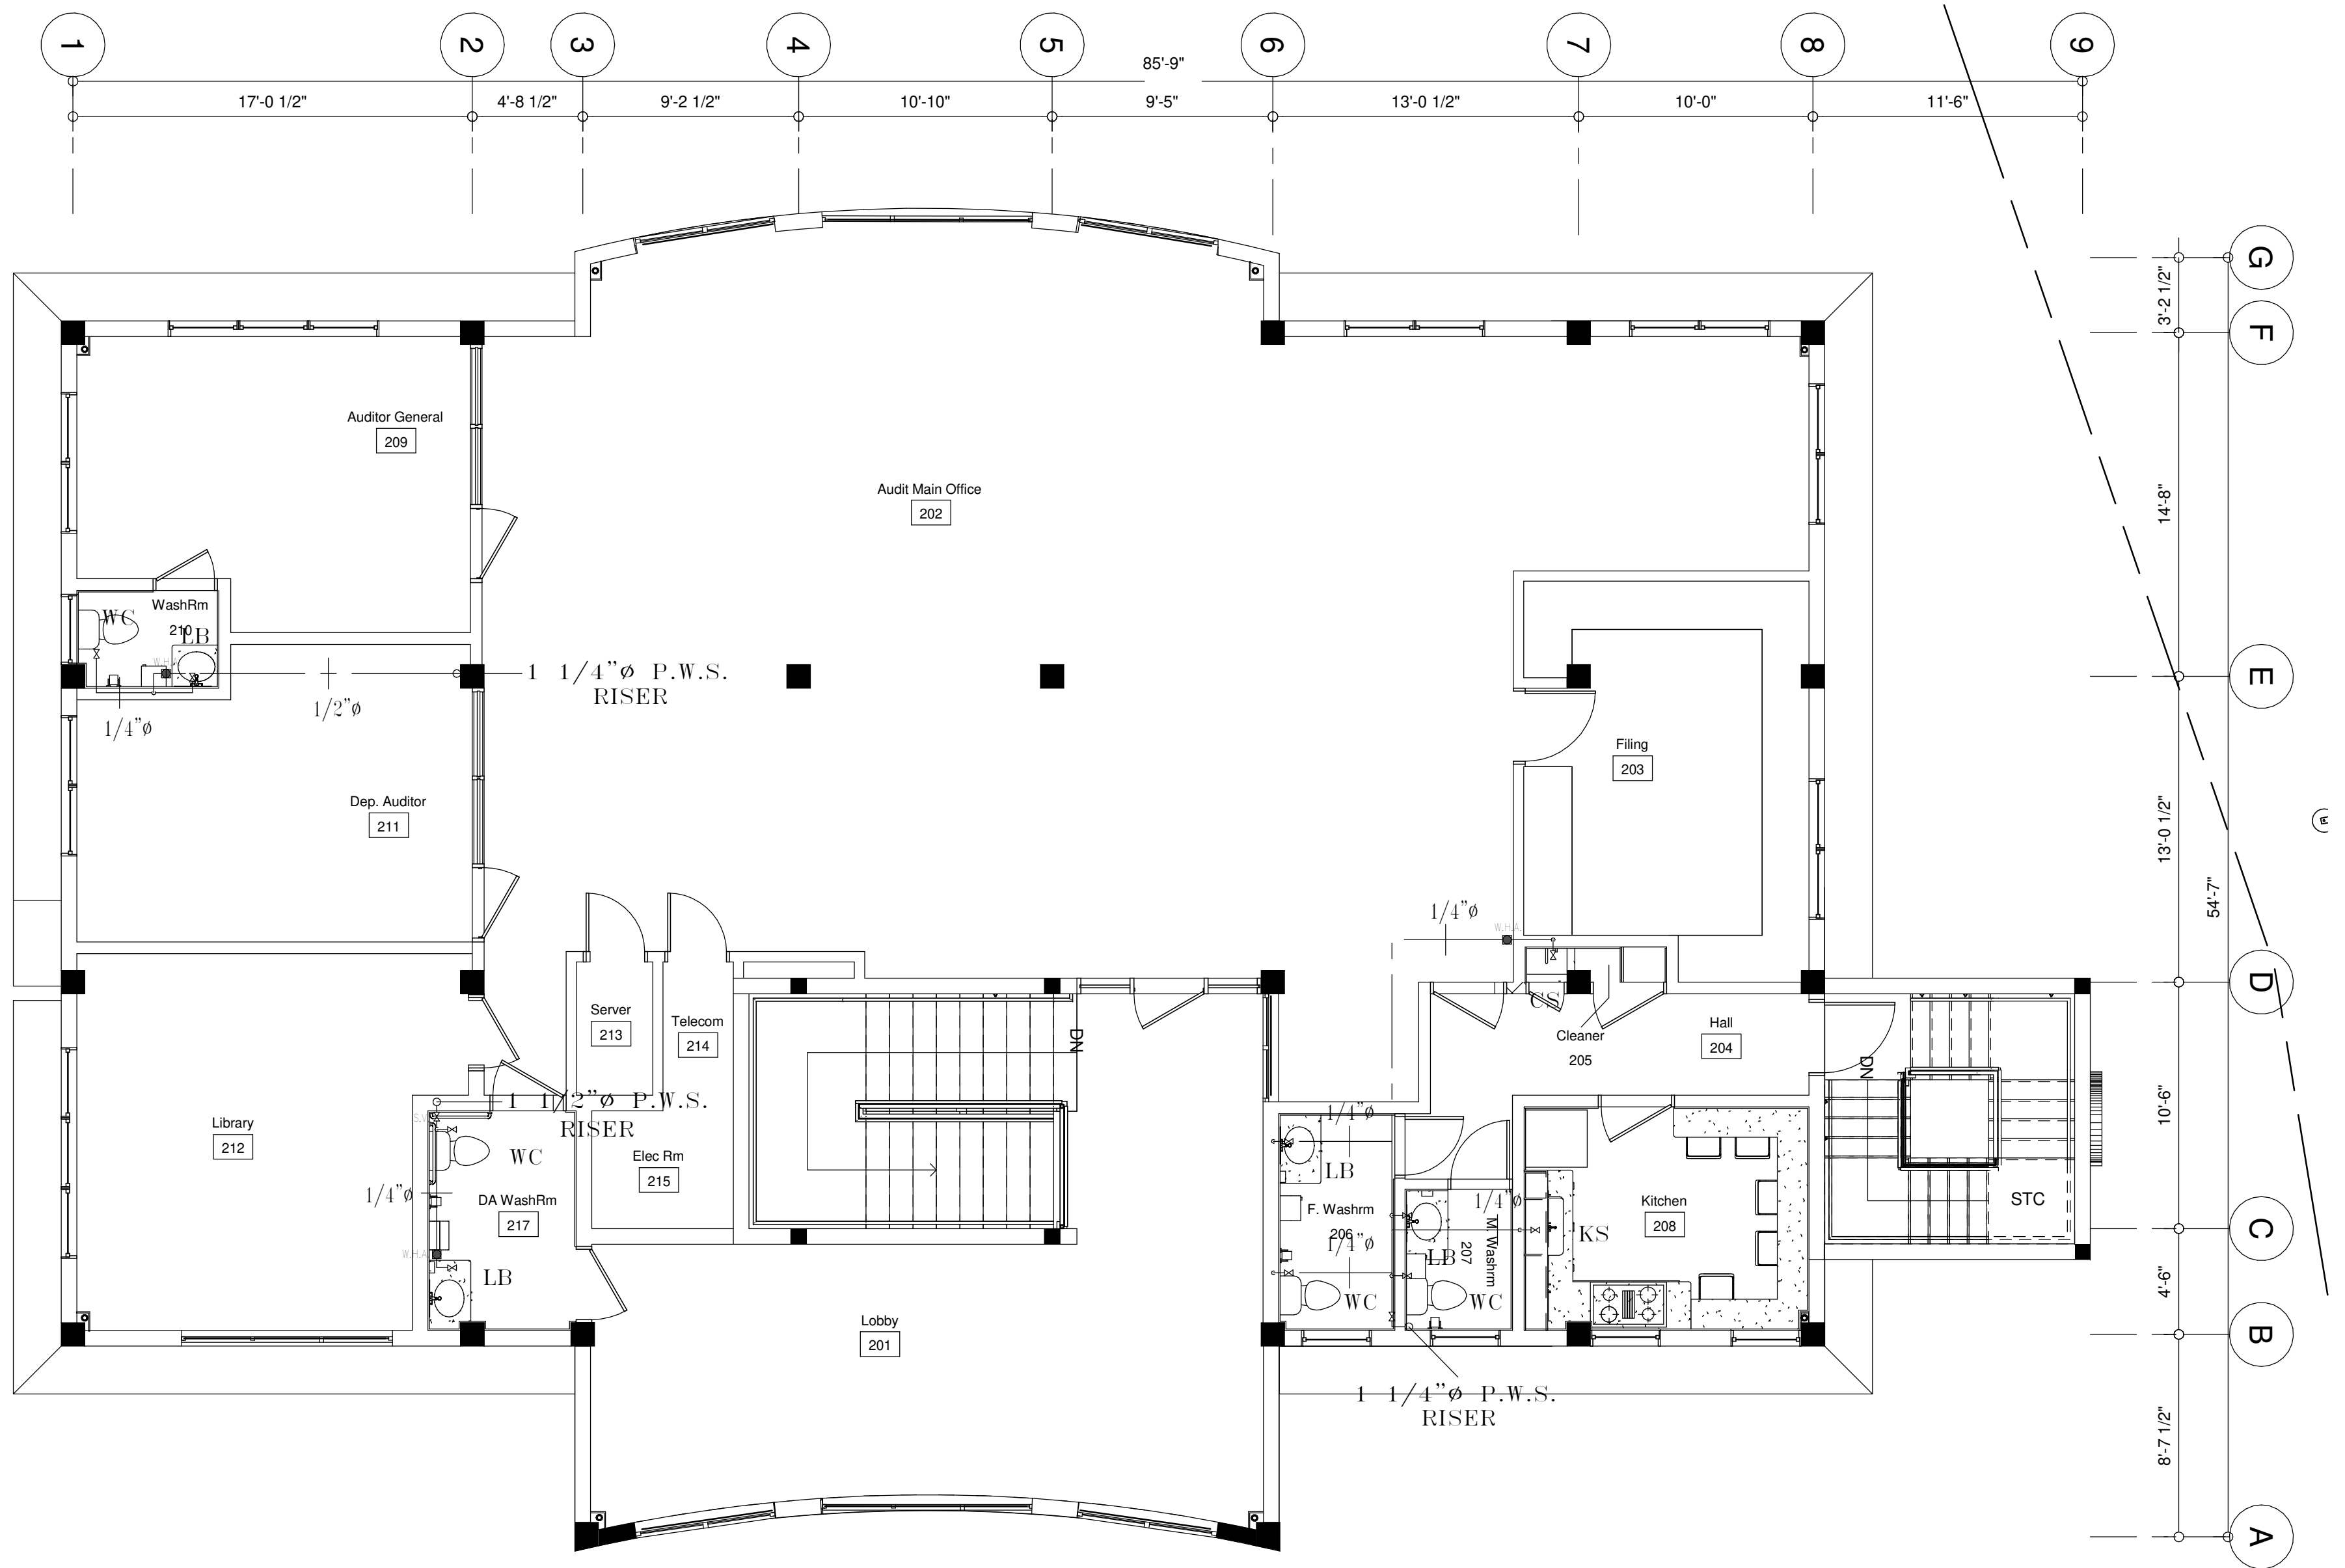 1
2
3
4
5
6
7
8
9
85'-9"
17'-0 1/2"
4'-8 1/2"
9'-2 1/2"
10'-10"
9'-5"
13'-0 1/2"
10'-0"
11'-6"
G
3'-2 1/2"
F
14'-8"
E
13'-0 1/2"
54'-7"
D
10'-6"
C
4'-6"
B
8'-7 1/2"
A
Auditor General
209
Audit Main Office
202
WashRm
210
WC
LB
W.H.A.
1/4"ø
1/2"ø
1 1/4"ø P.W.S.
RISER
Dep. Auditor
211
Filing
203
1/4"ø
W.H.A.
CS
Cleaner
205
Hall
204
Server
213
Telecom
214
DN
DN
STC
Library
212
1 1/2"ø P.W.S.
RISER
WC
1/4"ø
DA WashRm
217
W.H.A.
LB
Elec Rm
215
Lobby
201
1/4"ø
LB
F. Washrm
206
1/4"ø
WC
1/4"ø
M. Washrm
207
LB
WC
KS
Kitchen
208
1 1/4"ø P.W.S.
RISER